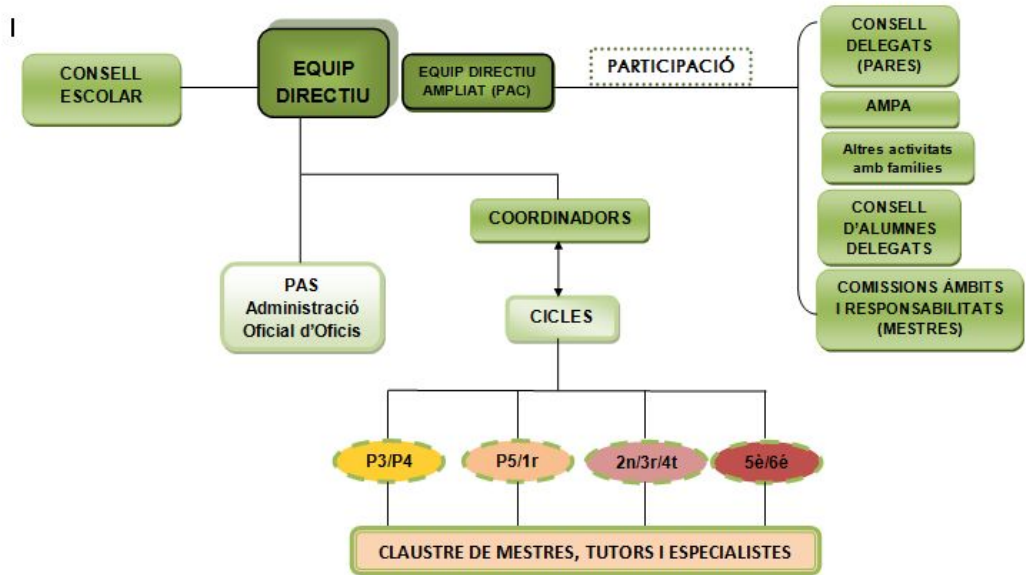 I
CONSELL
ESCOLAR
EQUIP
DIRECTIU
EQUIP DIRECTIU
AMPLIAT (PAC)
PARTICIPACIÓ
CONSELL
DELEGATS
(PARES)
AMPA
Altres activitats
amb famílies
CONSELL
D'ALUMNES
DELEGATS
COMISSIONS ÀMBITS
I RESPONSABILITATS
(MESTRES)
COORDINADORS
PAS
Administració
Oficial d'Oficis
CICLES
P3/P4
P5/1r
2n/3r/4t
5è/6é
CLAUSTRE DE MESTRES, TUTORS I ESPECIALISTES